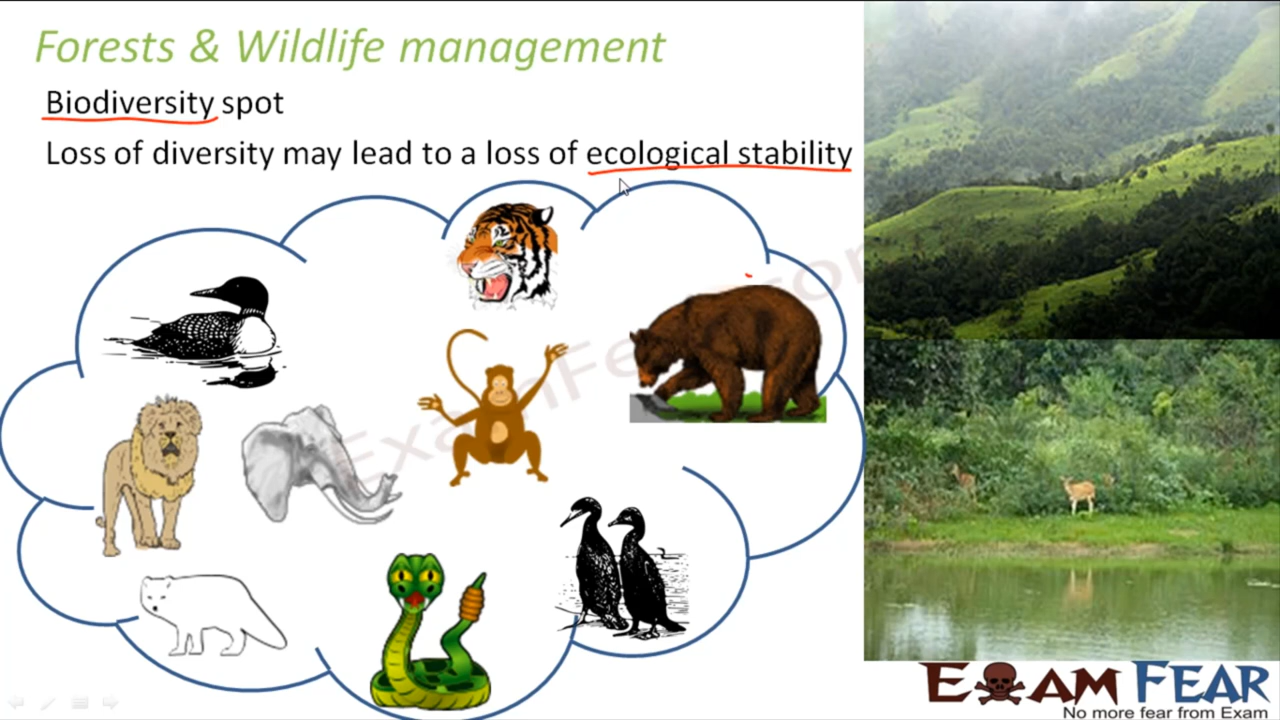 Forests & Wildlife management
Biodiversity spot
Loss of diversity may lead to a loss of ecological stability
ExamFear.com
EXAM FEAR
No more fear from Exam